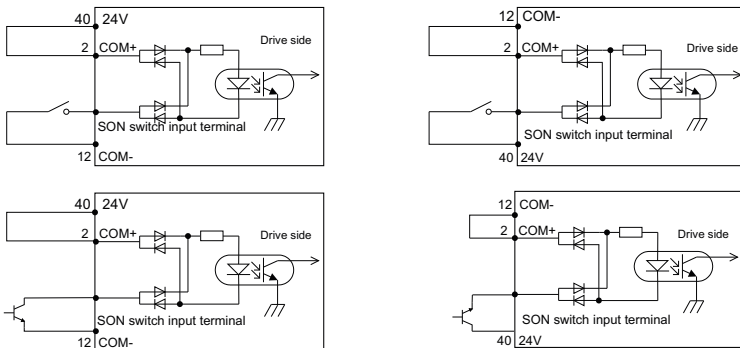 40 24V
2 COM+
Drive side
SON switch input terminal
12 COM-
12 COM-
2 COM+
Drive side
SON switch input terminal
40 24V
40 24V
2 COM+
Drive side
SON switch input terminal
12 COM-
12 COM-
2 COM+
Drive side
SON switch input terminal
40 24V